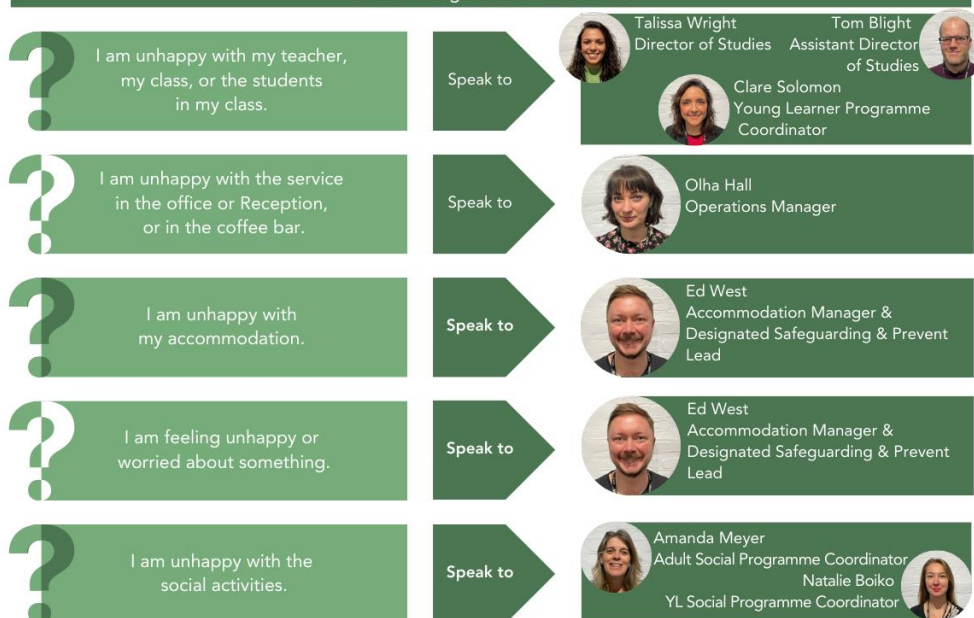 I am unhappy with my teacher,
my class, or the students
in my class.
Speak to
Talissa Wright
Director of Studies
Tom Blight
Assistant Director
of Studies
Clare Solomon
Young Learner Programme
Coordinator
I am unhappy with the service
in the office or Reception,
or in the coffee bar.
Speak to
Olha Hall
Operations Manager
I am unhappy with
my accommodation.
Speak to
Ed West
Accommodation Manager &
Designated Safeguarding & Prevent
Lead
I am feeling unhappy or
worried about something.
Speak to
Ed West
Accommodation Manager &
Designated Safeguarding & Prevent
Lead
I am unhappy with the
social activities.
Speak to
Amanda Meyer
Adult Social Programme Coordinator
Natalie Boiko
YL Social Programme Coordinator